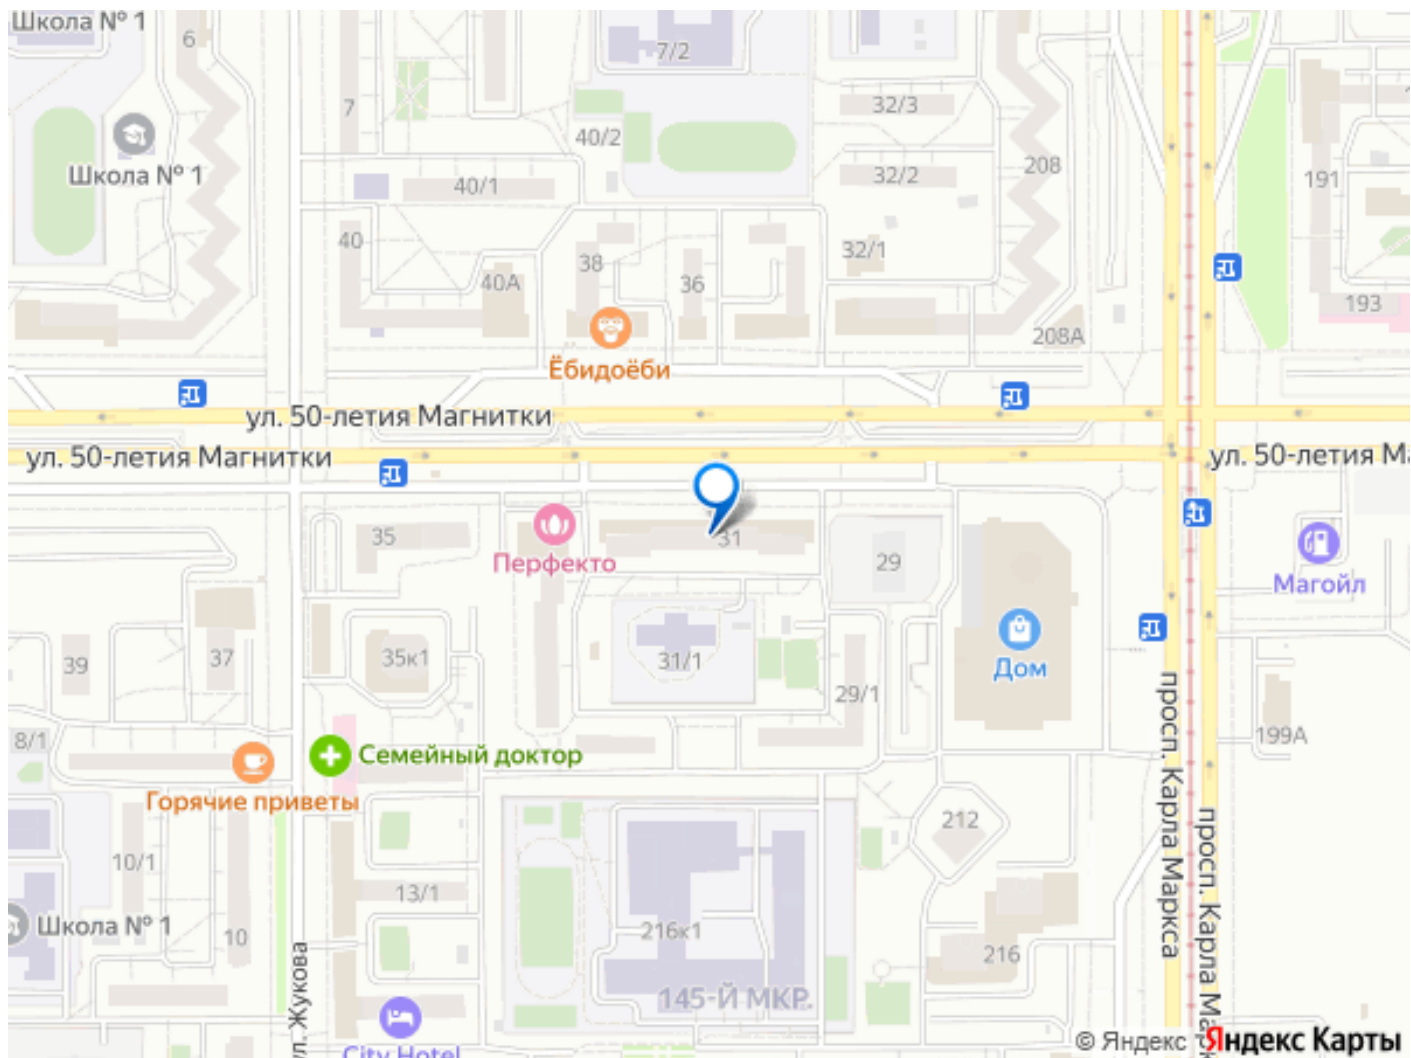 Школа № 1
6
7/2
7
32/3
40/2
Школа № 1
40/1
32/2
208
191
40
32/1
38
40А
36
193
208А
Ёбидоёби
ул. 50-летия Магнитки
ул. 50-летия Магнитки
ул. 50-летия Ма
35
Перфекто
31
29
Магойл
39
37
35к1
31/1
Дом
29/1
8/1
Семейный доктор
199А
Горячие приветы
просп. Карла Маркса
просп. Карла Марк
10/1
212
13/1
Школа № 1
10
216к1
216
ул. Жукова
145-Й МКР.
City Hotel
© Яндекс
Яндекс Карты